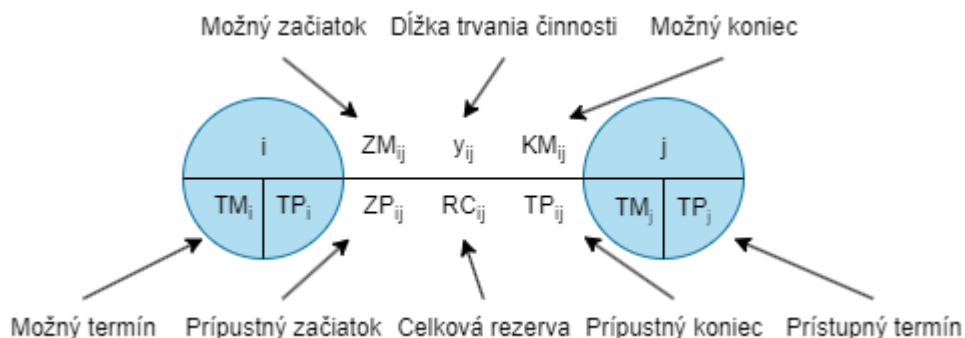 Možný začiatok Dĺžka trvania činnosti Možný koniec
i ZMij yij KMij j
TMi TPi ZPij RCij TPij TMj TPj
Možný termín Prípustný začiatok Celková rezerva Prípustný koniec Prístupný termín